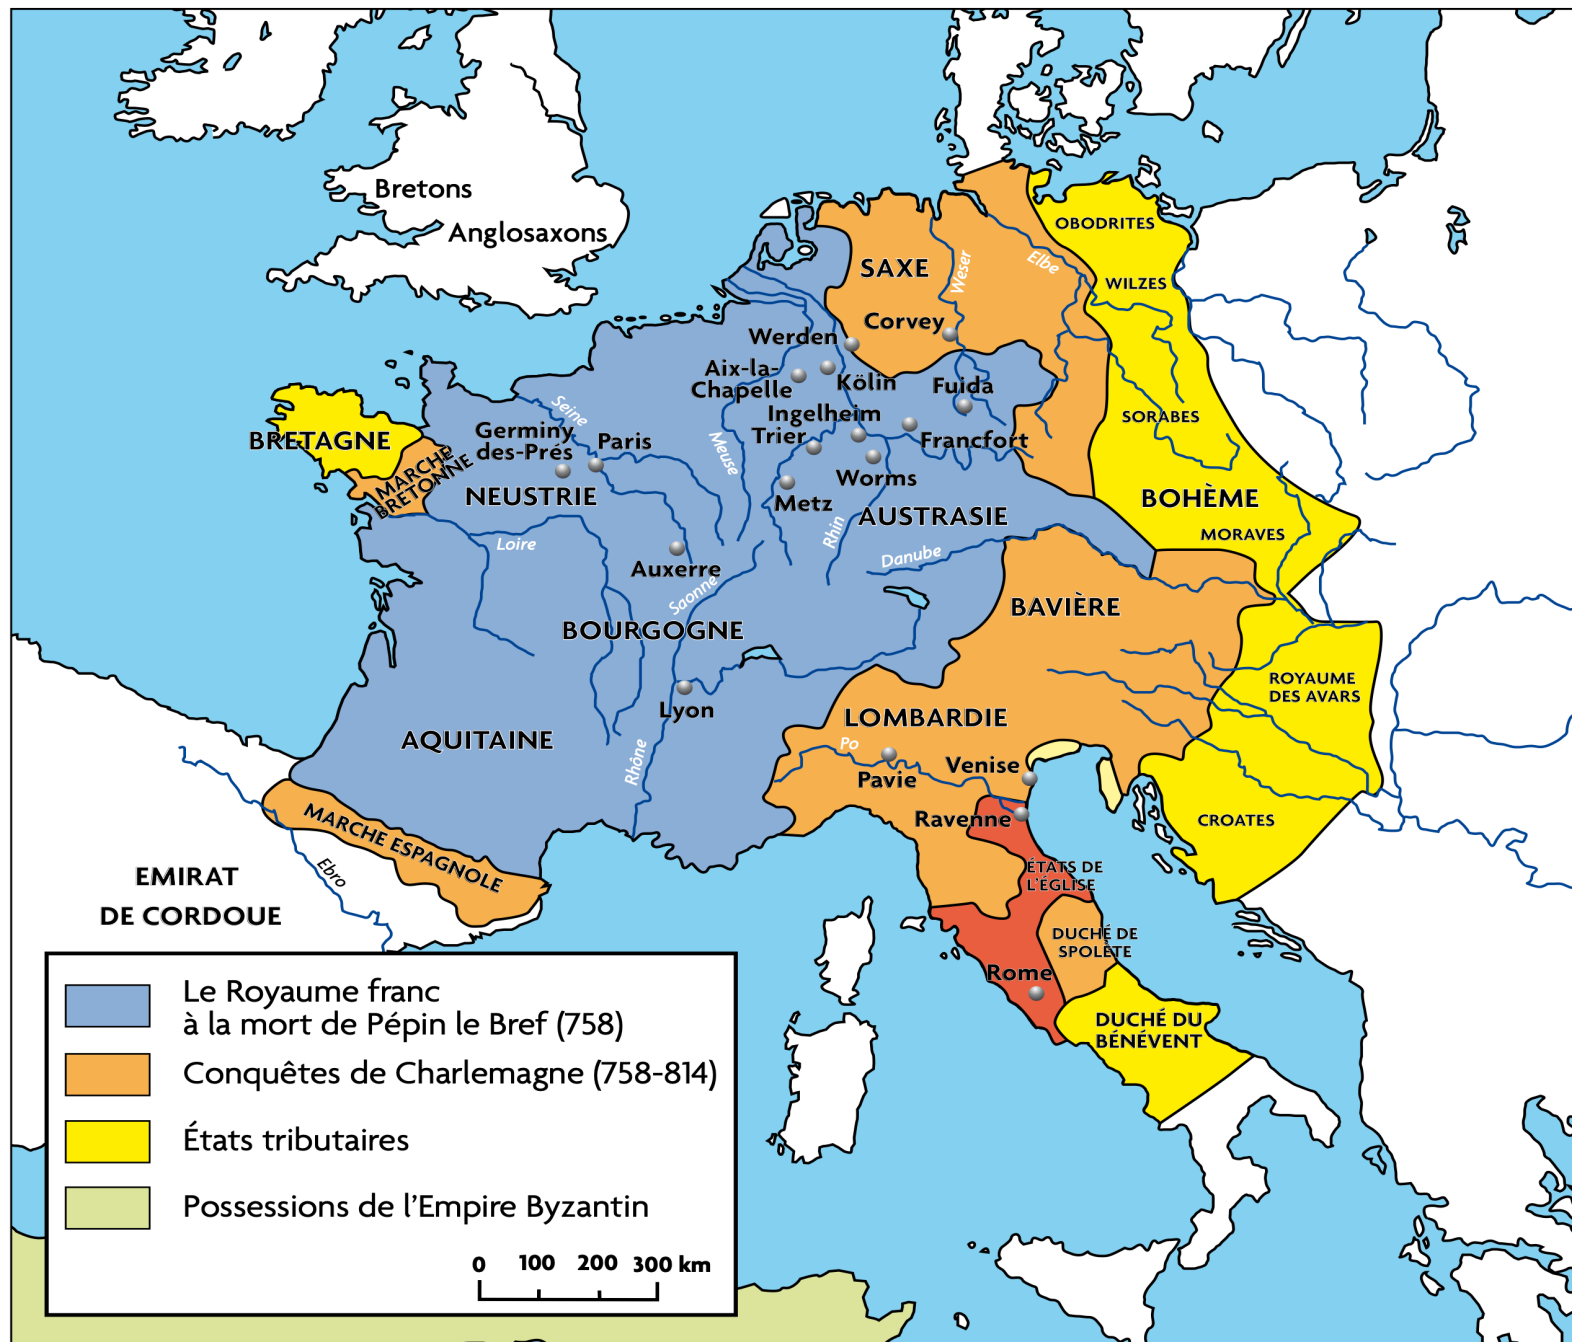 Bretons
Anglosaxons
OBODRITES
WILZES
SAXE
Weser
Elbe
Corvey
Werden
Aix-la-
Chapelle
Kölin
Fuida
Ingelheim
Trier
Francfort
SORABES
BRETAGNE
MARCHE
BRETONNE
Seine
Germiny
des-Prés
Paris
Meuse
Worms
Metz
NEUSTRIE
AUSTRASIE
BOHÈME
MORAVES
Loire
Rhin
Danube
Auxerre
Saonne
BOURGOGNE
BAVIÈRE
ROYAUME
DES AVARS
Lyon
LOMBARDIE
AQUITAINE
Rhône
Po
Pavie
Venise
Ravenne
CROATES
MARCHE ESPAGNOLE
Ebro
EMIRAT
DE CORDOUE
ÉTATS DE
L'ÉGLISE
DUCHÉ DE
SPOLÈTE
Rome
DUCHÉ DU
BÉNÉVENT
Le Royaume franc
à la mort de Pépin le Bref (758)
Conquêtes de Charlemagne (758-814)
États tributaires
Possessions de l'Empire Byzantin
0 100 200 300 km